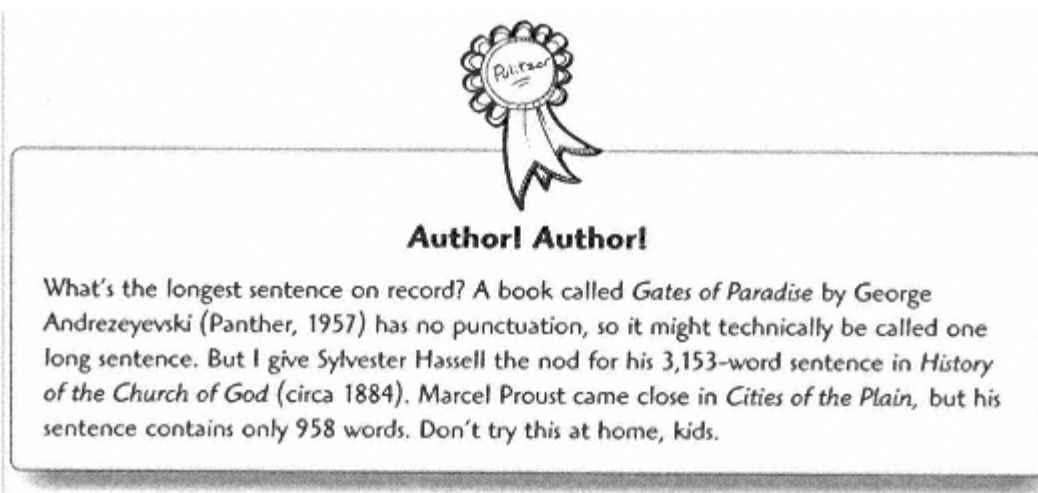 Pulitzer
Author! Author!
What's the longest sentence on record? A book called Gates of Paradise by George
Andrezeyevski (Panther, 1957) has no punctuation, so it might technically be called one
long sentence. But I give Sylvester Hassell the nod for his 3,153-word sentence in History
of the Church of God (circa 1884). Marcel Proust came close in Cities of the Plain, but his
sentence contains only 958 words. Don't try this at home, kids.